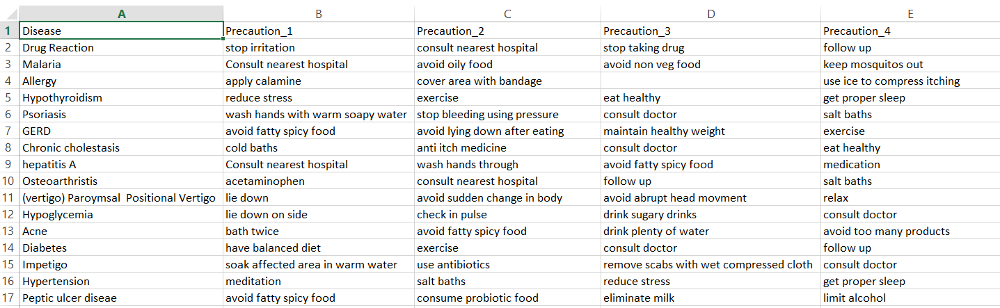 A B C D E
1 Disease Precaution_1 Precaution_2 Precaution_3 Precaution_4
2 Drug Reaction stop irritation consult nearest hospital stop taking drug follow up
3 Malaria Consult nearest hospital avoid oily food avoid non veg food keep mosquitos out
4 Allergy apply calamine cover area with bandage use ice to compress itching
5 Hypothyroidism reduce stress exercise eat healthy get proper sleep
6 Psoriasis wash hands with warm soapy water stop bleeding using pressure consult doctor salt baths
7 GERD avoid fatty spicy food avoid lying down after eating maintain healthy weight exercise
8 Chronic cholestasis cold baths anti itch medicine consult doctor eat healthy
9 hepatitis A Consult nearest hospital wash hands through avoid fatty spicy food medication
10 Osteoarthristis acetaminophen consult nearest hospital follow up salt baths
11 (vertigo) Paroymsal  Positional Vertigo lie down avoid sudden change in body avoid abrupt head movment relax
12 Hypoglycemia lie down on side check in pulse drink sugary drinks consult doctor
13 Acne bath twice avoid fatty spicy food drink plenty of water avoid too many products
14 Diabetes have balanced diet exercise consult doctor follow up
15 Impetigo soak affected area in warm water use antibiotics remove scabs with wet compressed cloth consult doctor
16 Hypertension meditation salt baths reduce stress get proper sleep
17 Peptic ulcer diseae avoid fatty spicy food consume probiotic food eliminate milk limit alcohol